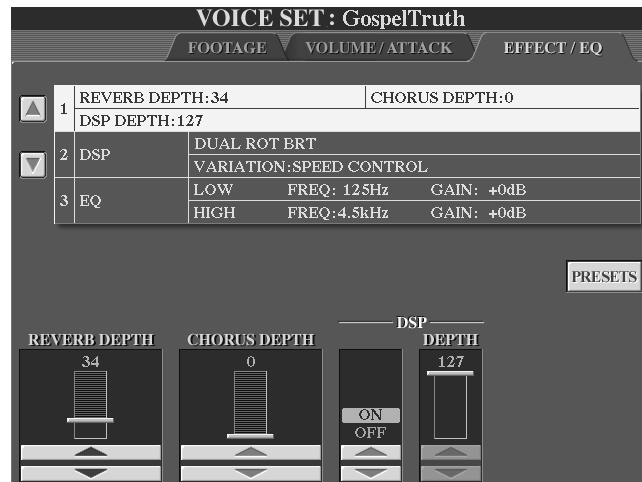 VOICE SET : GospelTruth
FOOTAGE VOLUME / ATTACK EFFECT / EQ
1 REVERB DEPTH:34 CHORUS DEPTH:0
DSP DEPTH:127
2 DSP DUAL ROT BRT
VARIATION:SPEED CONTROL
3 EQ LOW FREQ: 125Hz GAIN: +0dB
HIGH FREQ:4.5kHz GAIN: +0dB
PRESETS
DSP
REVERB DEPTH CHORUS DEPTH DEPTH
34 0 127
ON
OFF